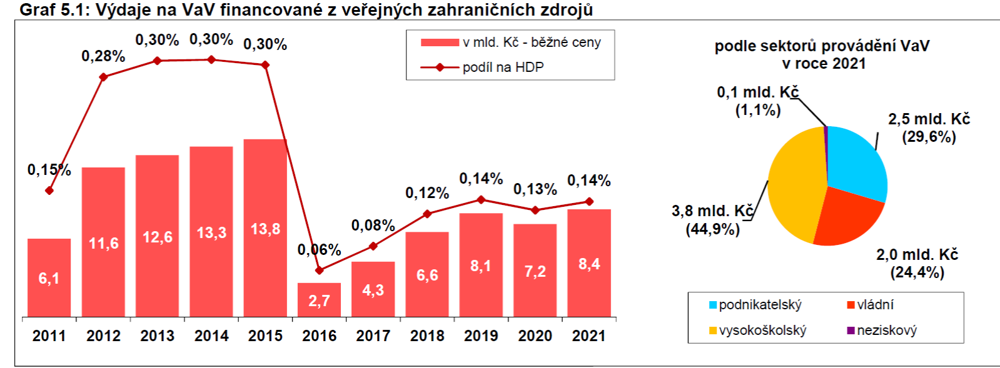 Graf 5.1: Výdaje na VaV financované z veřejných zahraničních zdrojů
v mld. Kč - běžné ceny
podíl na HDP
0,15%
0,28%
0,30%
0,30%
0,30%
0,06%
0,08%
0,12%
0,14%
0,13%
0,14%
6,1
11,6
12,6
13,3
13,8
2,7
4,3
6,6
8,1
7,2
8,4
2011 2012 2013 2014 2015 2016 2017 2018 2019 2020 2021
podle sektorů provádění VaV
v roce 2021
0,1 mld. Kč
(1,1%)
2,5 mld. Kč
(29,6%)
3,8 mld. Kč
(44,9%)
2,0 mld. Kč
(24,4%)
podnikatelský
vládní
vysokoškolský
neziskový